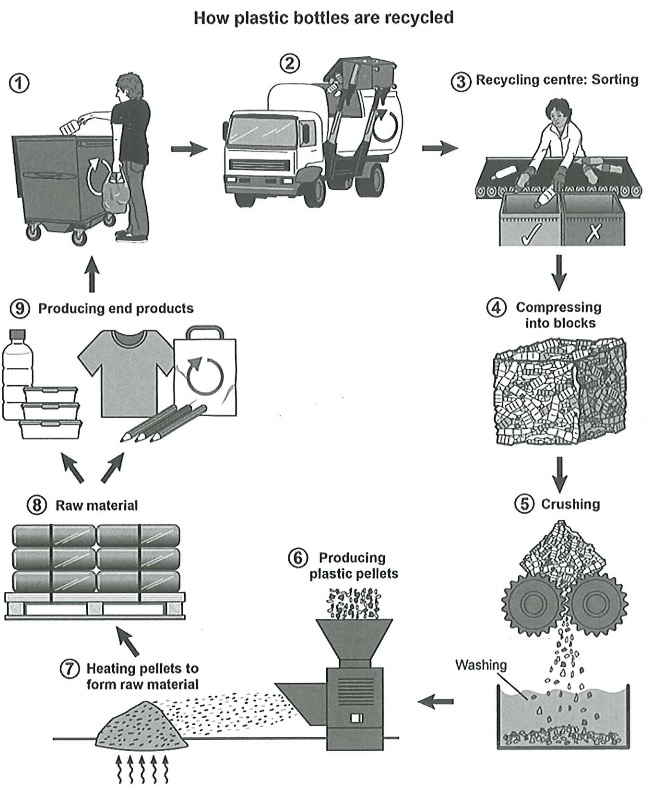 How plastic bottles are recycled
1
2
3 Recycling centre: Sorting
✓ ✗
4 Compressing
into blocks
5 Crushing
Washing
6 Producing
plastic pellets
7 Heating pellets to
form raw material
8 Raw material
9 Producing end products